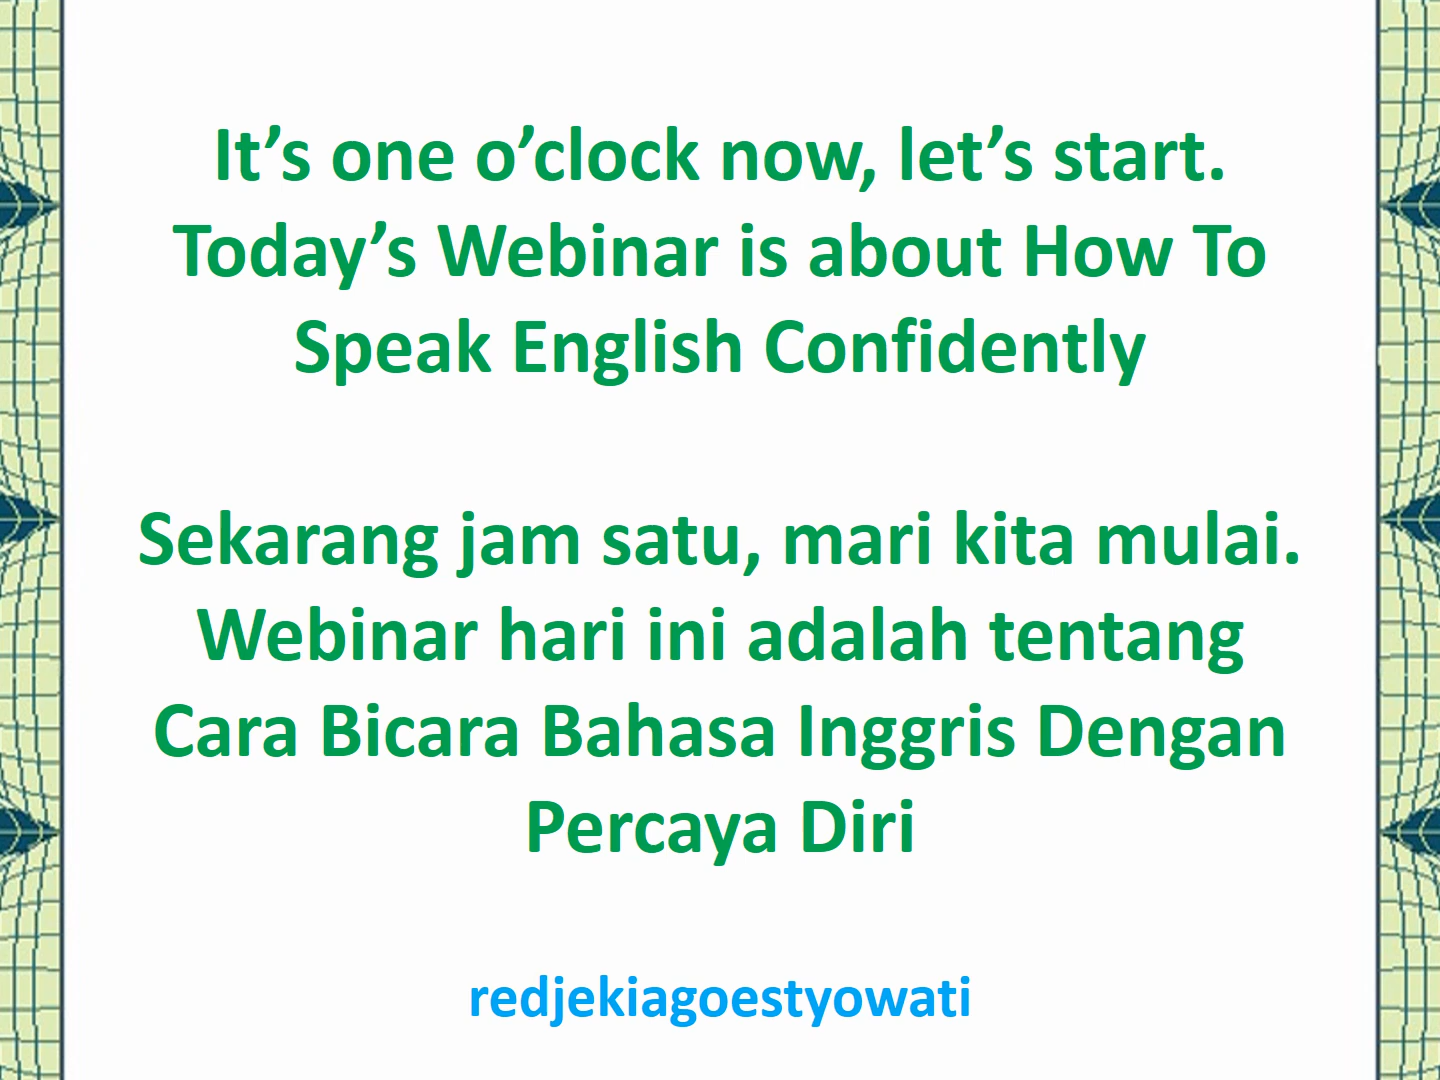 It’s one o’clock now, let’s start.
Today’s Webinar is about How To
Speak English Confidently
Sekarang jam satu, mari kita mulai.
Webinar hari ini adalah tentang
Cara Bicara Bahasa Inggris Dengan
Percaya Diri
redjekiagoestyowati